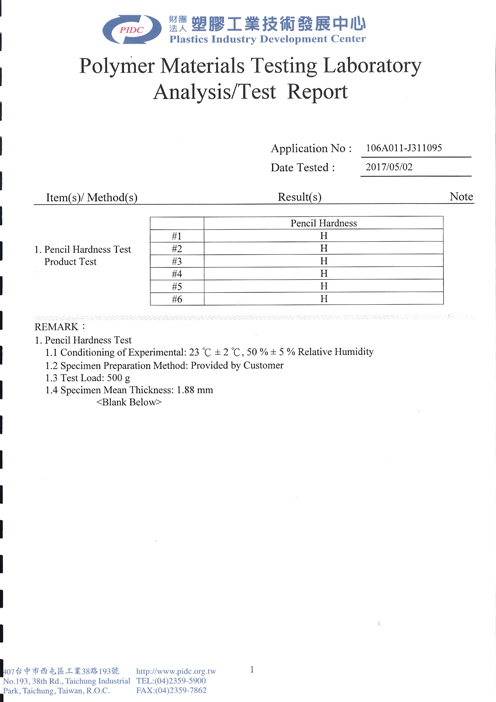 PIDC 財團法人 塑膠工業技術發展中心
Plastics Industry Development Center
Polymer Materials Testing Laboratory
Analysis/Test Report
Application No : 106A011-J311095
Date Tested : 2017/05/02
Item(s)/ Method(s) Result(s) Note
Pencil Hardness
#1 H
1. Pencil Hardness Test #2 H
Product Test #3 H
#4 H
#5 H
#6 H
REMARK：
1. Pencil Hardness Test
1.1 Conditioning of Experimental: 23 ℃ ± 2 ℃, 50 % ± 5 % Relative Humidity
1.2 Specimen Preparation Method: Provided by Customer
1.3 Test Load: 500 g
1.4 Specimen Mean Thickness: 1.88 mm
<Blank Below>
407台中市西屯區工業38路193號 http://www.pidc.org.tw 1
No.193, 38th Rd., Taichung Industrial TEL:(04)2359-5900
Park, Taichung, Taiwan, R.O.C. FAX:(04)2359-7862